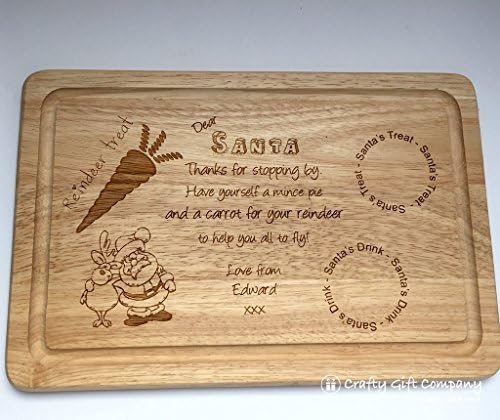 Reindeer treat
Dear
SANTA
Thanks for stopping by.
Have yourself a mince pie
and a carrot for your reindeer
to help you all to fly!
Love from
Edward
xxx
Santa's Treat - Santa's Treat - Santa's Treat -
Santa's Drink - Santa's Drink - Santa's Drink -
Crafty Gift Company